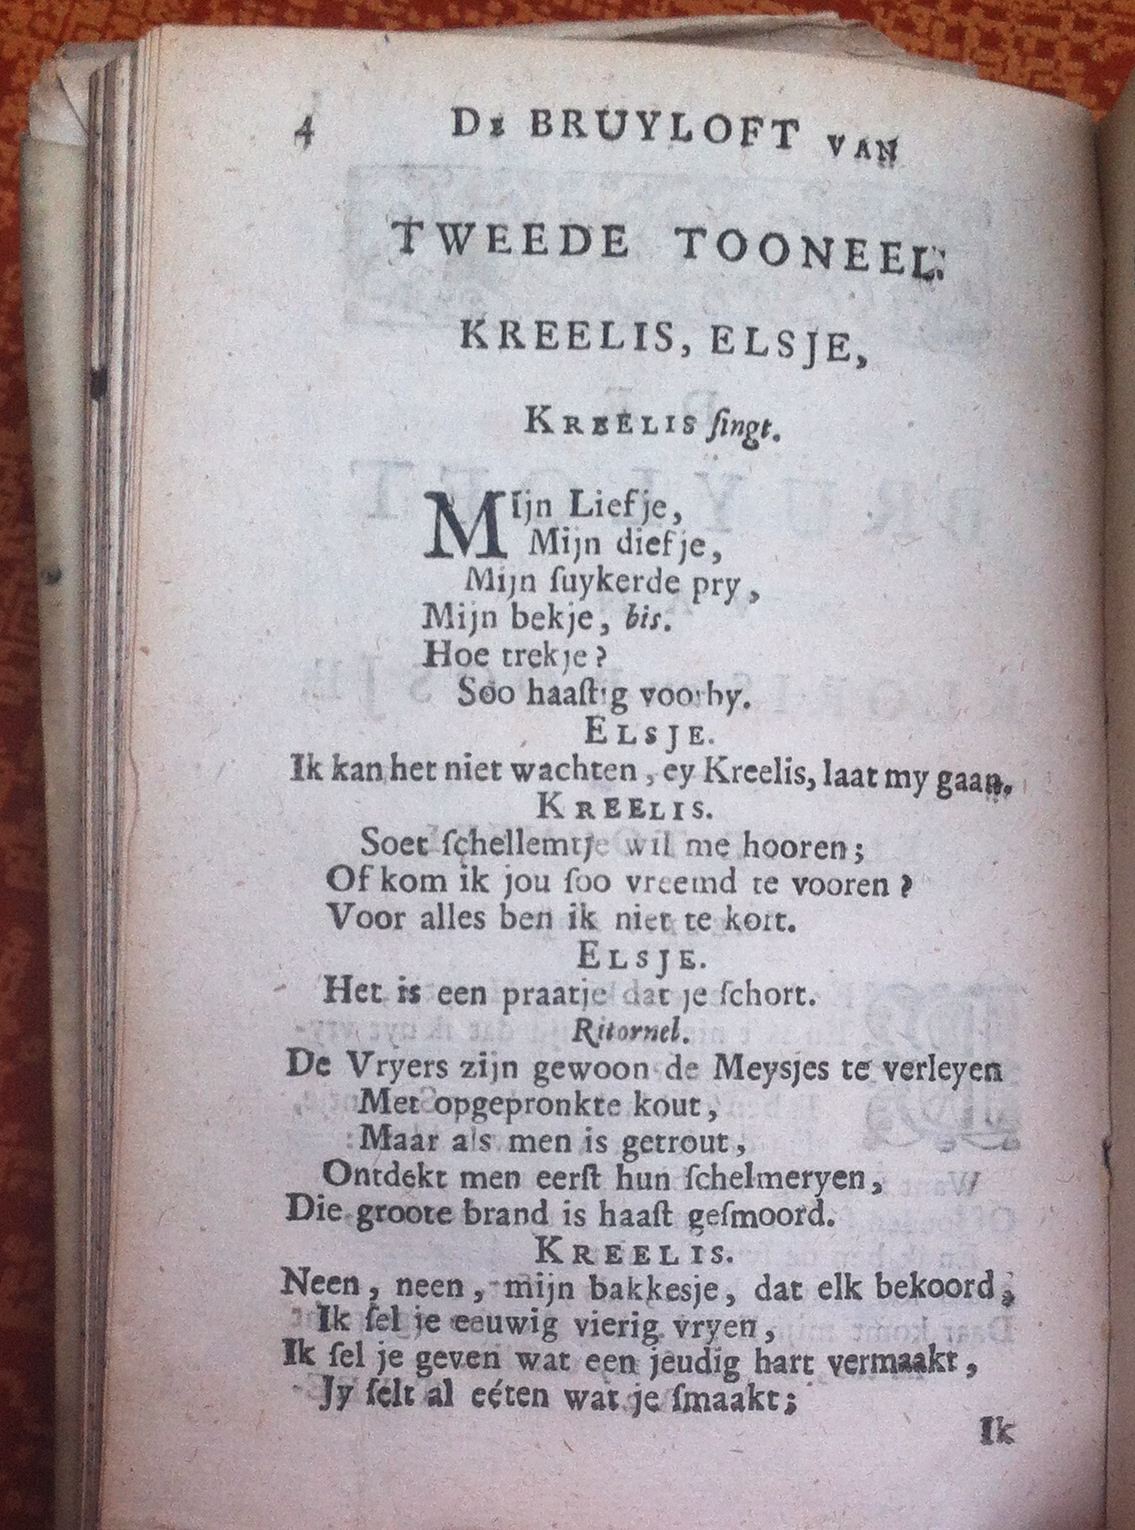 4 De BRUYLOFT VAN
TWEEDE TOONEEL.
KREELIS, ELSJE,
KREELIS ſingt.
MIjn Liefje,
Mijn diefje,
Mijn ſuykerde pry,
Mijn bekje, bis.
Hoe trekje?
Soo haaſtig voorby.
ELSJE.
Ik kan het niet wachten, ey Kreelis, laat my gaan.
KREELIS.
Soet ſchellemtje wil me hooren;
Of kom ik jou ſoo vreemd te vooren?
Voor alles ben ik niet te kort.
ELSJE.
Het is een praatje dat je ſchort.
Ritornel.
De Vryers zijn gewoon de Meysjes te verleyen
Met opgepronkte kout,
Maar als men is getrout,
Ontdekt men eerſt hun ſchelmeryen,
Die groote brand is haaſt geſmoord.
KREELIS.
Neen, neen, mijn bakkesje, dat elk bekoord,
Ik ſel je eeuwig vierig vryen,
Ik ſel je geven wat een jeudig hart vermaakt,
Jy ſelt al eéten wat je ſmaakt;
Ik